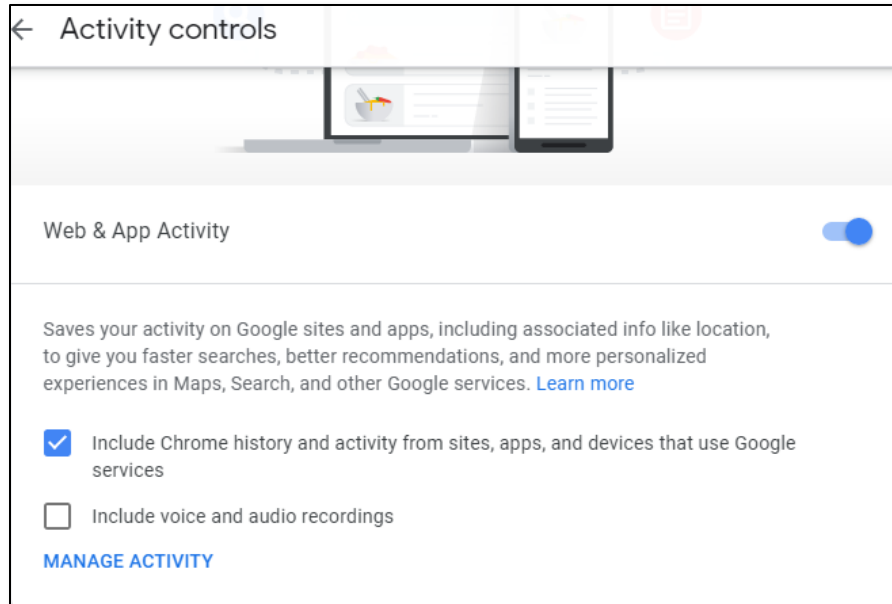 Activity controls
Web & App Activity
Saves your activity on Google sites and apps, including associated info like location,
to give you faster searches, better recommendations, and more personalized
experiences in Maps, Search, and other Google services. Learn more
Include Chrome history and activity from sites, apps, and devices that use Google
services
Include voice and audio recordings
MANAGE ACTIVITY